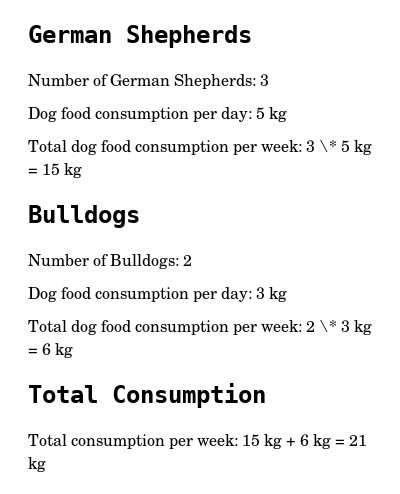 German Shepherds
Number of German Shepherds: 3
Dog food consumption per day: 5 kg
Total dog food consumption per week: 3 \* 5 kg
= 15 kg
Bulldogs
Number of Bulldogs: 2
Dog food consumption per day: 3 kg
Total dog food consumption per week: 2 \* 3 kg
= 6 kg
Total Consumption
Total consumption per week: 15 kg + 6 kg = 21
kg